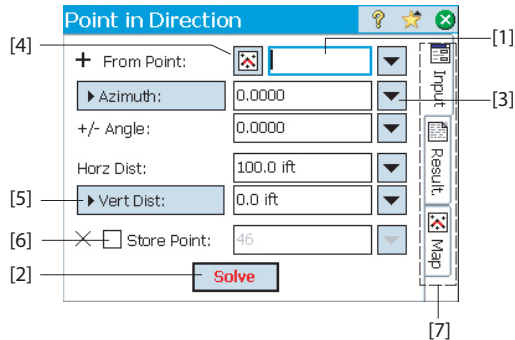 Point in Direction
[4]
[1]
From Point:
Input
Azimuth:
0.0000
[3]
+/- Angle:
0.0000
Result.
Horz Dist:
100.0 ift
[5]
Vert Dist:
0.0 ift
[6]
Store Point:
46
Map
[2]
Solve
[7]